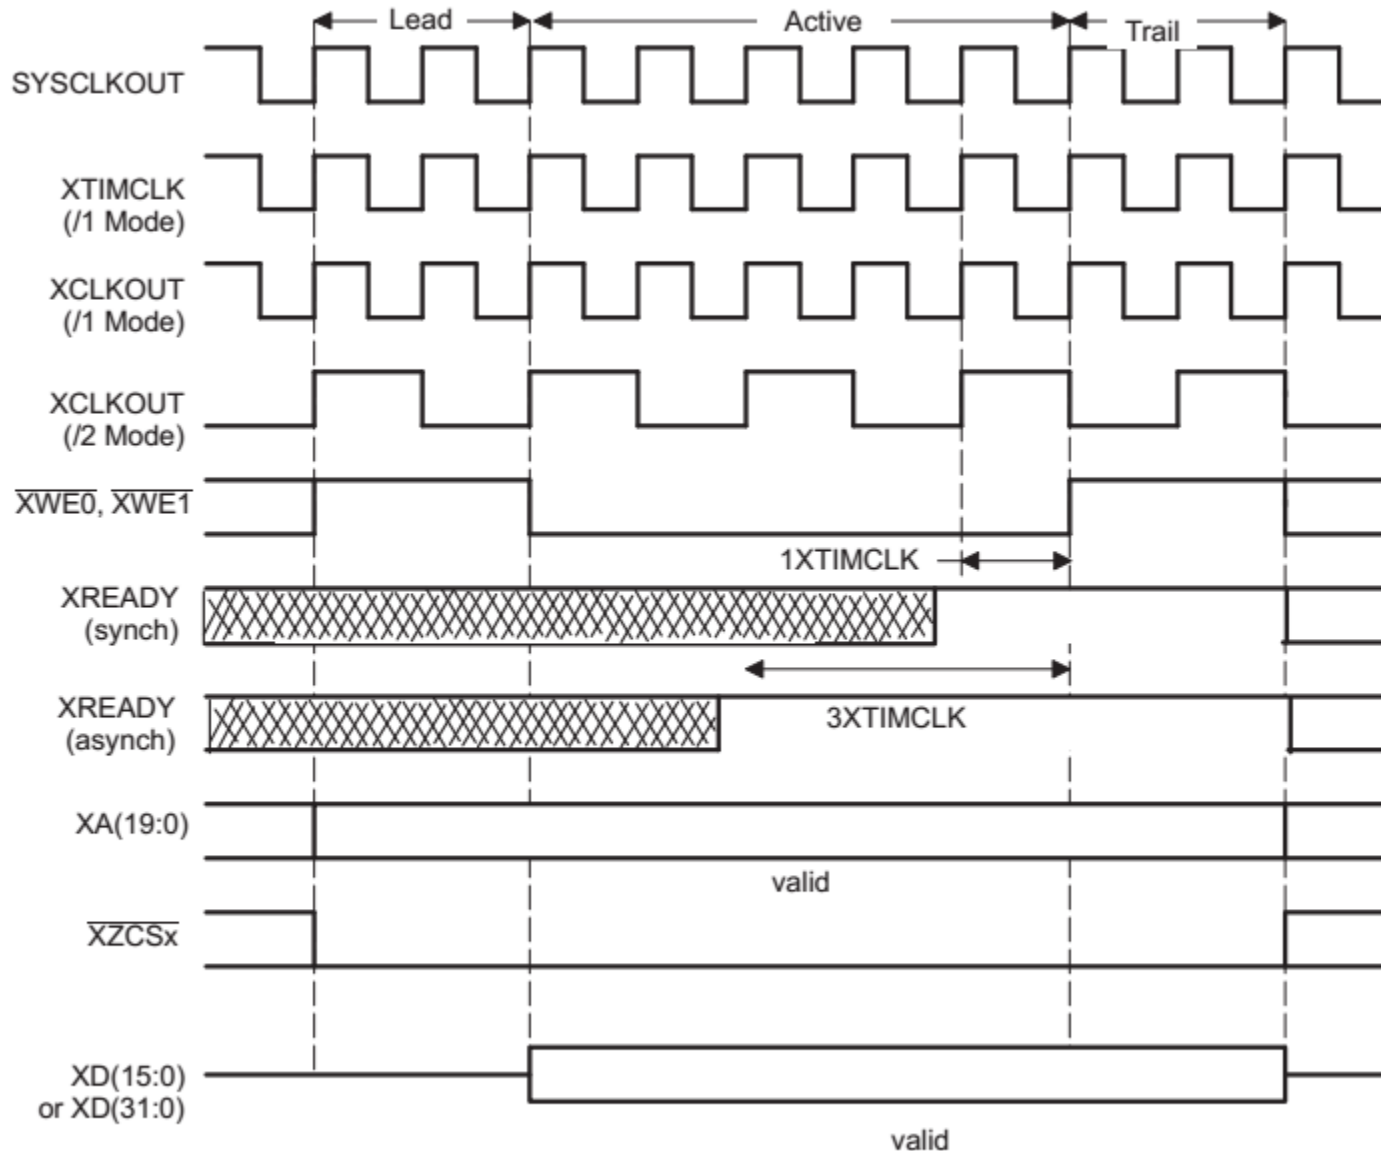 Lead
Active
Trail
SYSCLKOUT
XTIMCLK
(/1 Mode)
XCLKOUT
(/1 Mode)
XCLKOUT
(/2 Mode)
XWE0, XWE1
1XTIMCLK
XREADY
(synch)
XREADY
(asynch)
3XTIMCLK
XA(19:0)
valid
XZCSx
XD(15:0)
or XD(31:0)
valid